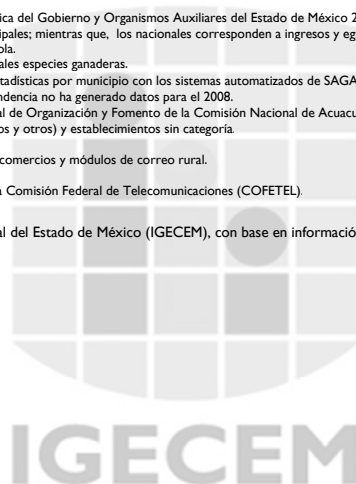 ica del Gobierno y Organismos Auxiliares del Estado de México 2
ipales; mientras que, los nacionales corresponden a ingresos y eg
ola.
ales especies ganaderas.
tadísticas por municipio con los sistemas automatizados de SAGA
ndencia no ha generado datos para el 2008.
al de Organización y Fomento de la Comisión Nacional de Acuacu
os y otros) y establecimientos sin categoría.
comercios y módulos de correo rural.
a Comisión Federal de Telecomunicaciones (COFETEL).
al del Estado de México (IGECEM), con base en informació
IGECEM